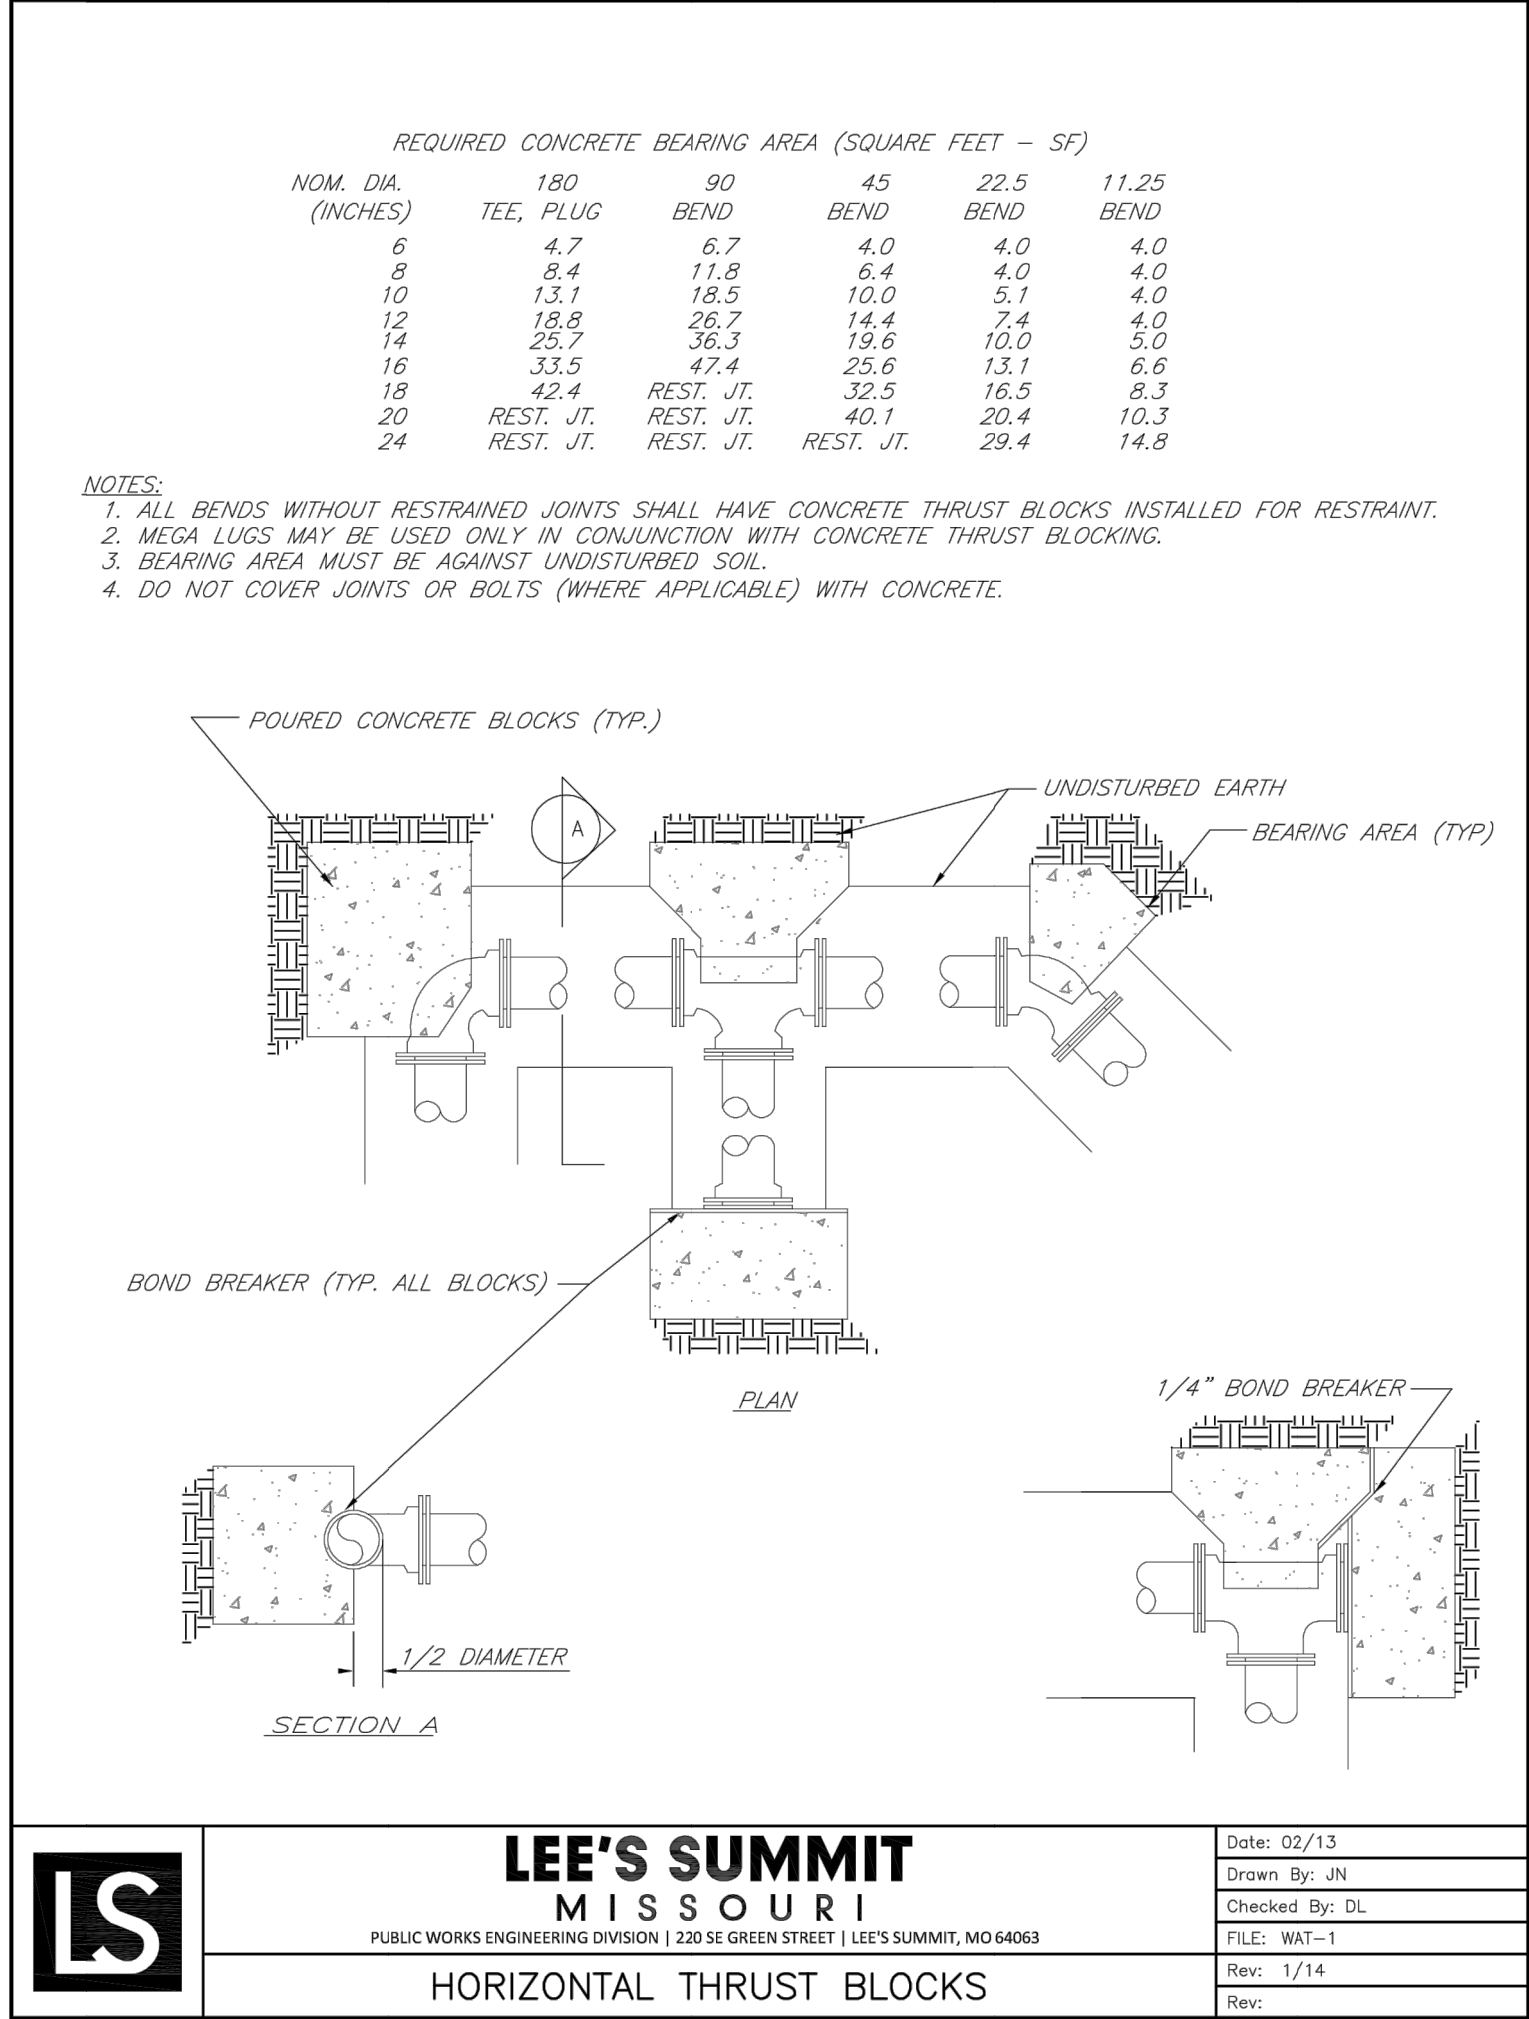 REQUIRED CONCRETE BEARING AREA (SQUARE FEET – SF)
NOM. DIA. 180 90 45 22.5 11.25
(INCHES) TEE, PLUG BEND BEND BEND BEND
6 4.7 6.7 4.0 4.0 4.0
8 8.4 11.8 6.4 4.0 4.0
10 13.1 18.5 10.0 5.1 4.0
12 18.8 26.7 14.4 7.4 4.0
14 25.7 36.3 19.6 10.0 5.0
16 33.5 47.4 25.6 13.1 6.6
18 42.4 REST. JT. 32.5 16.5 8.3
20 REST. JT. REST. JT. 40.1 20.4 10.3
24 REST. JT. REST. JT. REST. JT. 29.4 14.8
NOTES:
1. ALL BENDS WITHOUT RESTRAINED JOINTS SHALL HAVE CONCRETE THRUST BLOCKS INSTALLED FOR RESTRAINT.
2. MEGA LUGS MAY BE USED ONLY IN CONJUNCTION WITH CONCRETE THRUST BLOCKING.
3. BEARING AREA MUST BE AGAINST UNDISTURBED SOIL.
4. DO NOT COVER JOINTS OR BOLTS (WHERE APPLICABLE) WITH CONCRETE.
POURED CONCRETE BLOCKS (TYP.)
UNDISTURBED EARTH
A
BEARING AREA (TYP)
BOND BREAKER (TYP. ALL BLOCKS)
PLAN
1/4” BOND BREAKER
1/2 DIAMETER
SECTION A
LS
LEE'S SUMMIT
MISSOURI
PUBLIC WORKS ENGINEERING DIVISION | 220 SE GREEN STREET | LEE'S SUMMIT, MO 64063
HORIZONTAL THRUST BLOCKS
Date: 02/13
Drawn By: JN
Checked By: DL
FILE: WAT–1
Rev: 1/14
Rev: